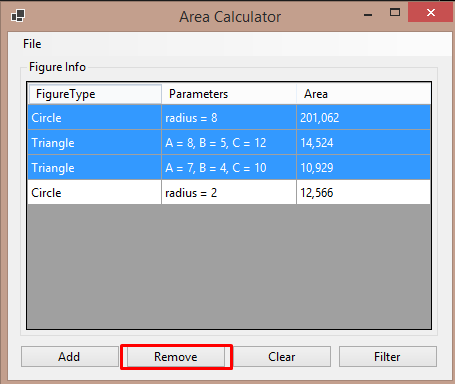 Area Calculator
File
Figure Info
FigureType Parameters Area
Circle radius = 8 201,062
Triangle A = 8, B = 5, C = 12 14,524
Triangle A = 7, B = 4, C = 10 10,929
Circle radius = 2 12,566
Add Remove Clear Filter